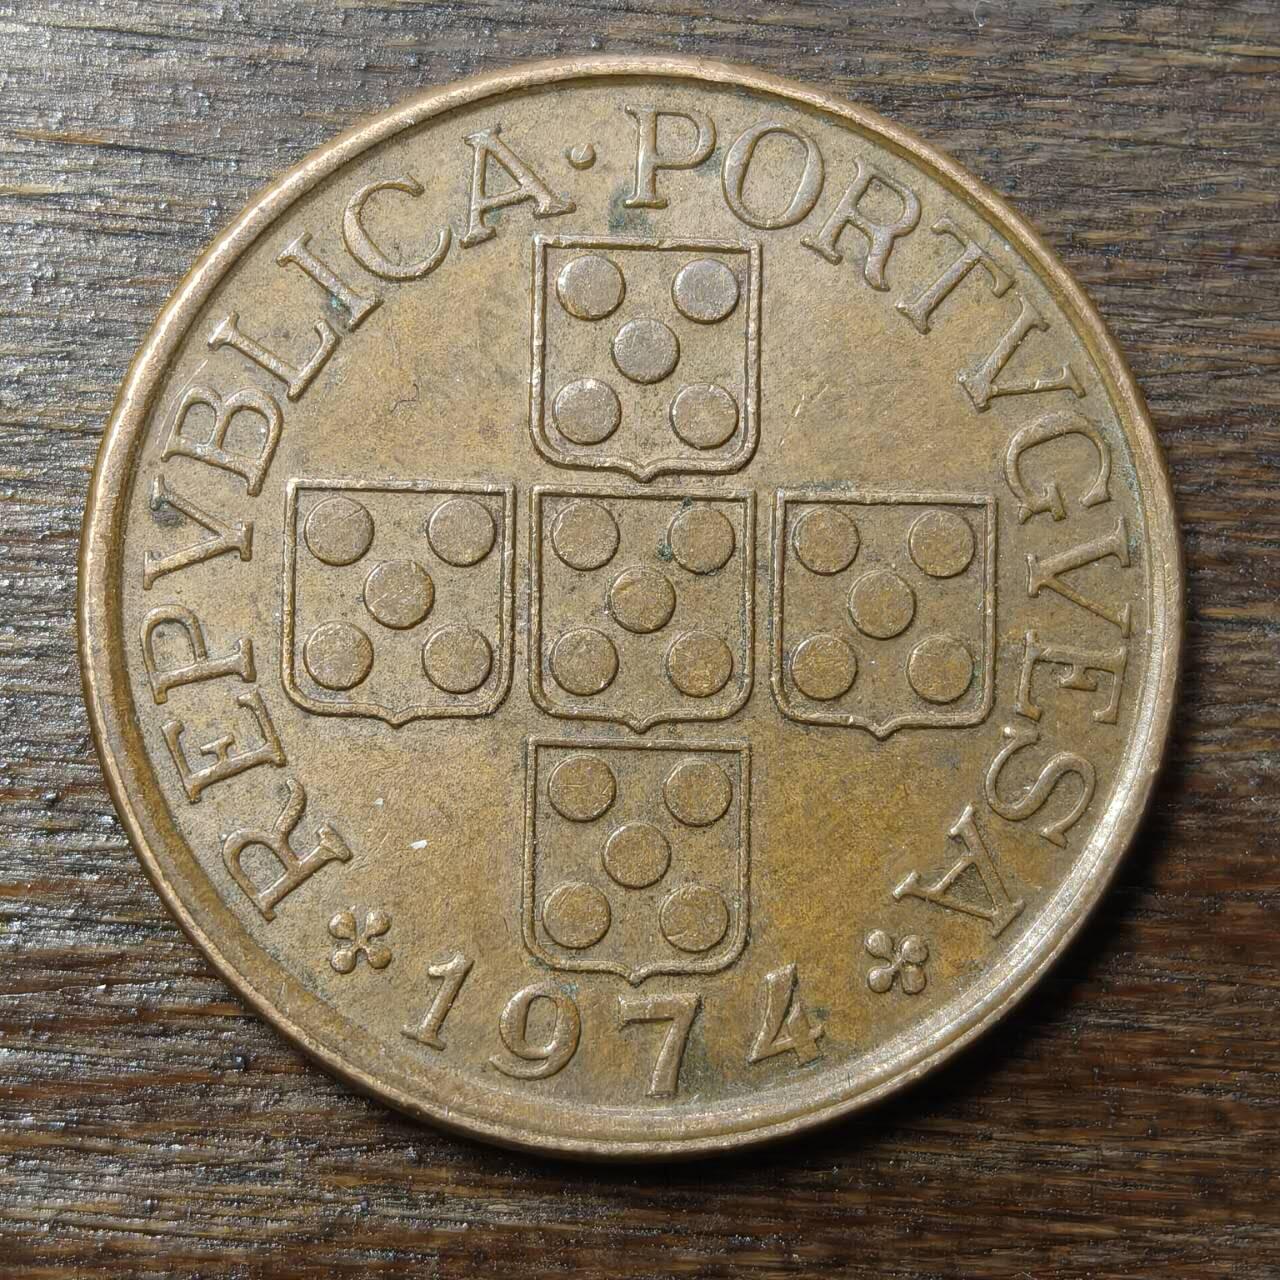 REPVBLICA · PORTVGVESA
1974